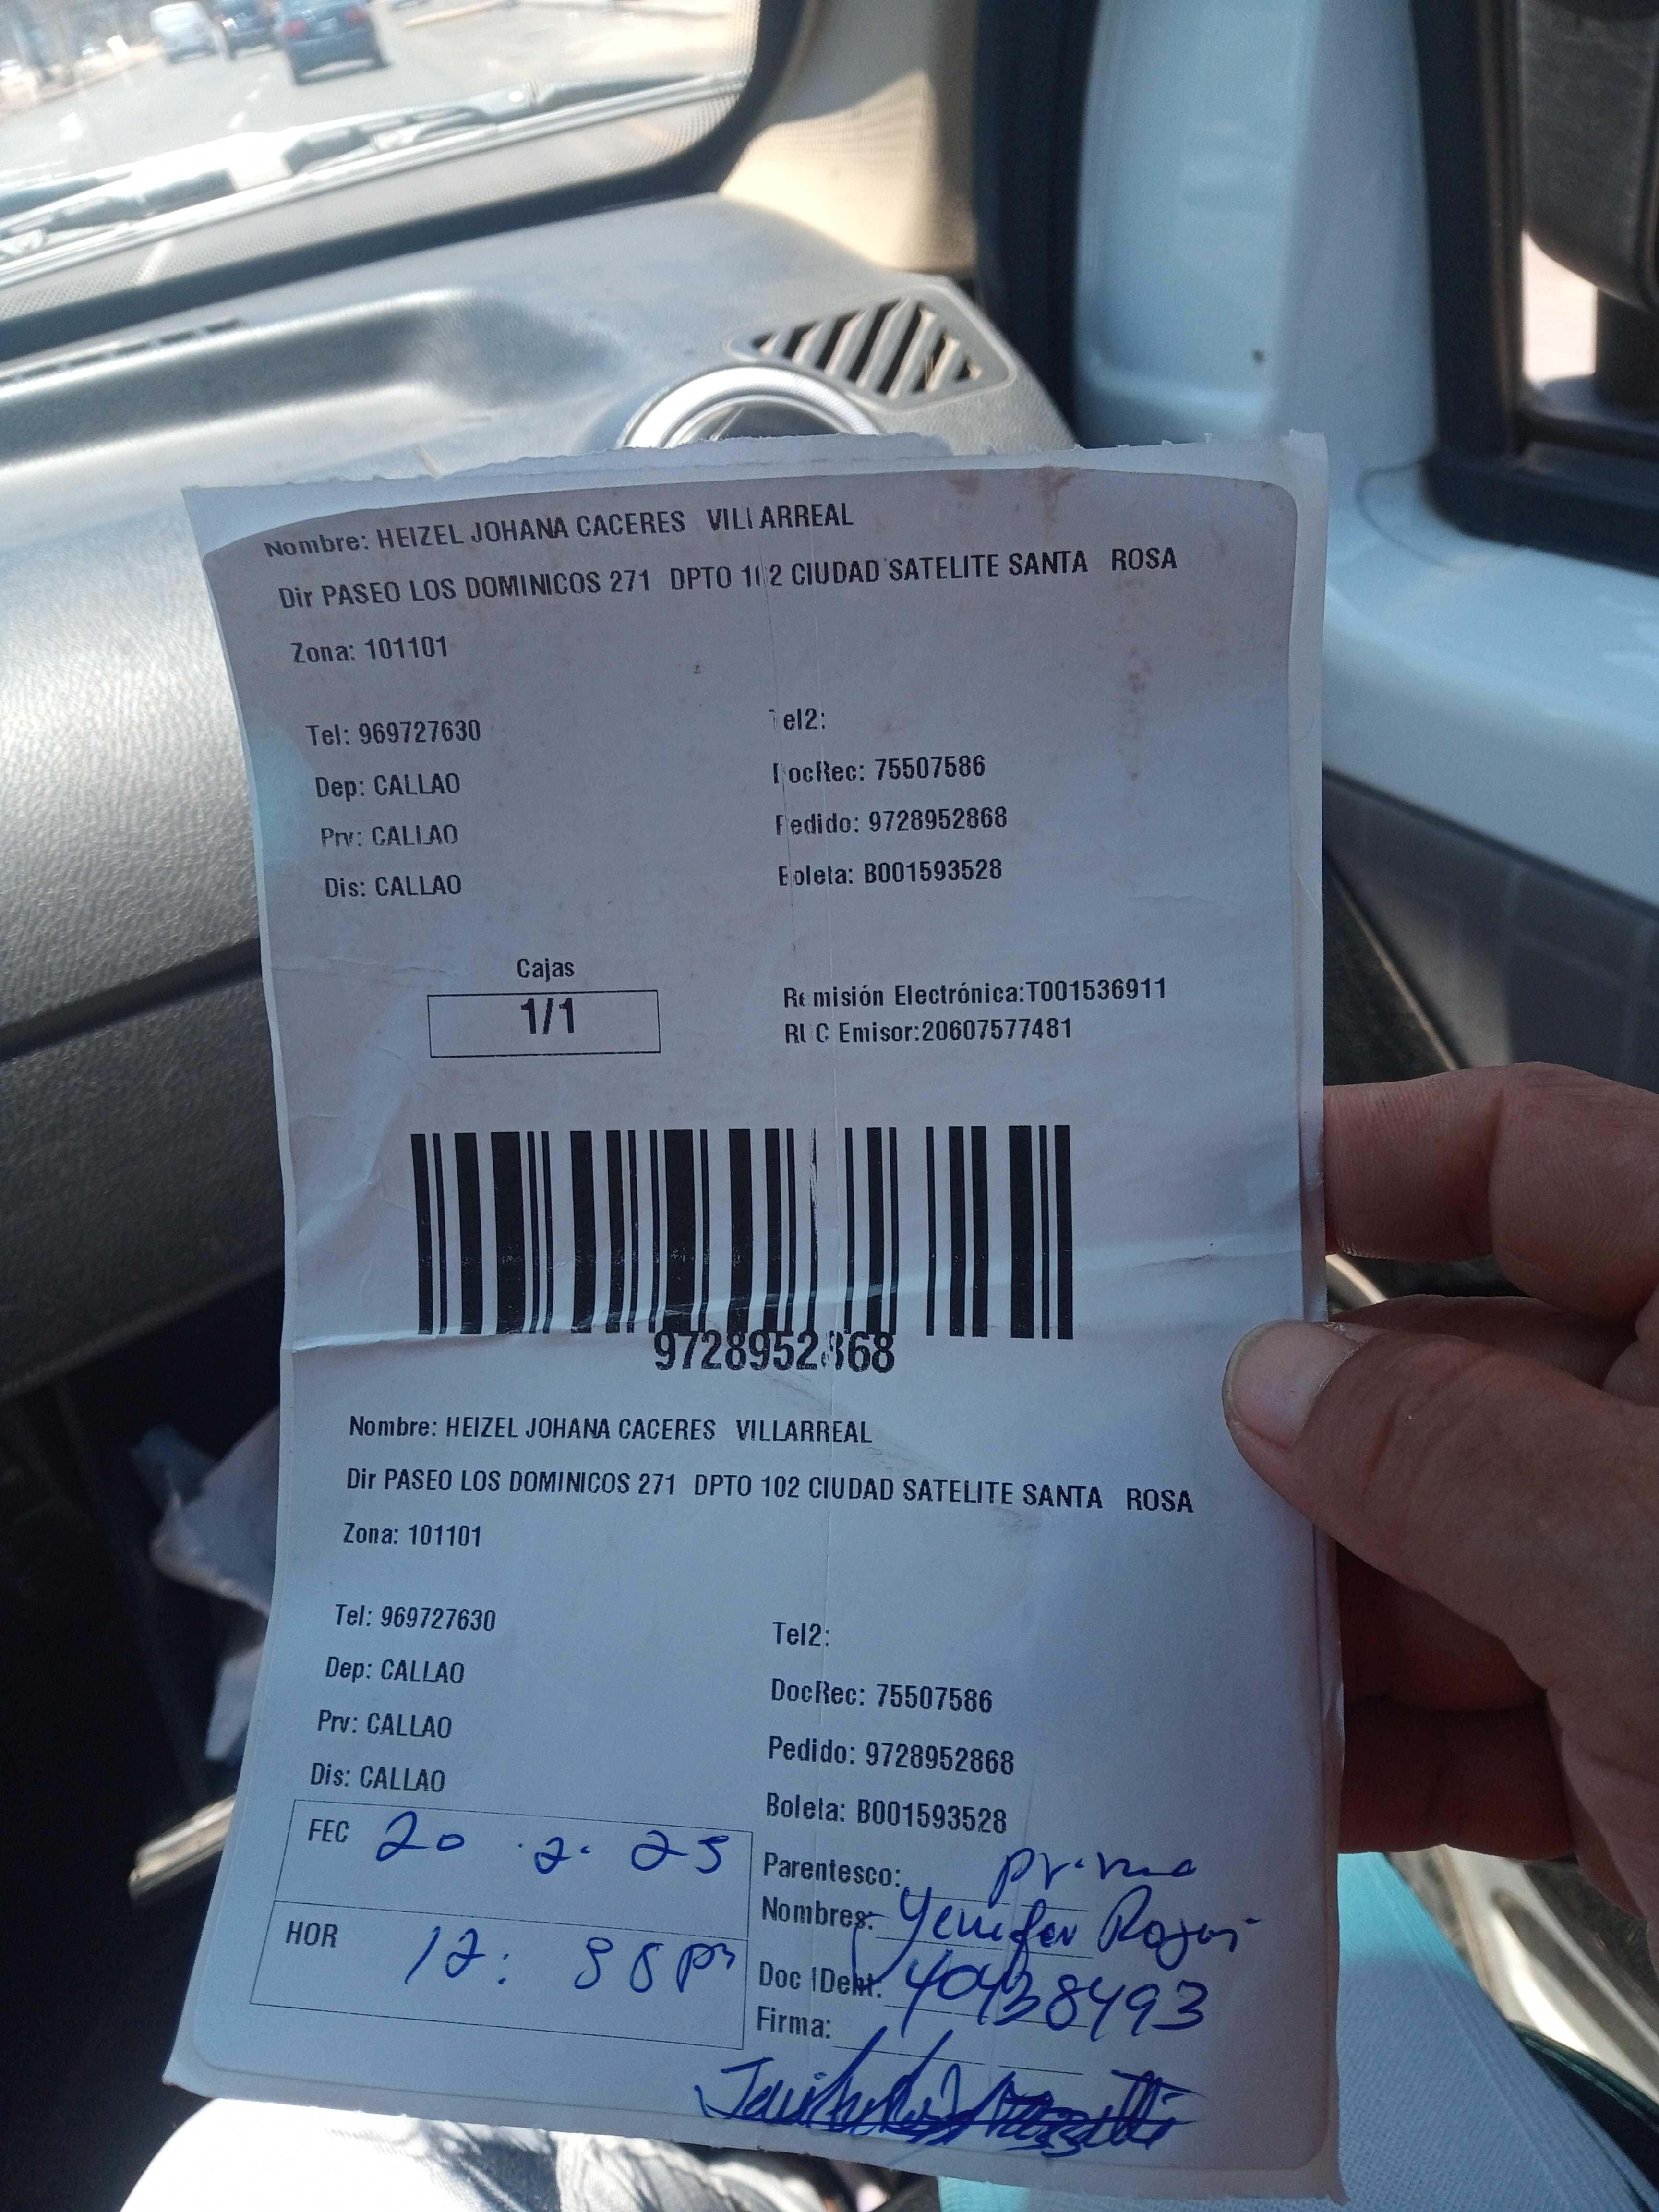 Nombre: HEIZEL JOHANA CACERES VILLARREAL
Dir PASEO LOS DOMINICOS 271 DPTO 102 CIUDAD SATELITE SANTA ROSA
Zona: 101101
Tel: 969727630
Tel2:
Dep: CALLAO
DocRec: 75507586
Prv: CALLAO
Pedido: 9728952868
Dis: CALLAO
Boleta: B001593528
Cajas
1/1
Remisión Electrónica:T001536911
RUC Emisor:20607577481
9728952868
Nombre: HEIZEL JOHANA CACERES VILLARREAL
Dir PASEO LOS DOMINICOS 271 DPTO 102 CIUDAD SATELITE SANTA ROSA
Zona: 101101
Tel: 969727630
Tel2:
Dep: CALLAO
DocRec: 75507586
Prv: CALLAO
Pedido: 9728952868
Dis: CALLAO
Boleta: B001593528
FEC 20.2.25
Parentesco: prima
Nombres: Yenifer Rojas
HOR 12:
Doc IDent: 40438493
Firma: